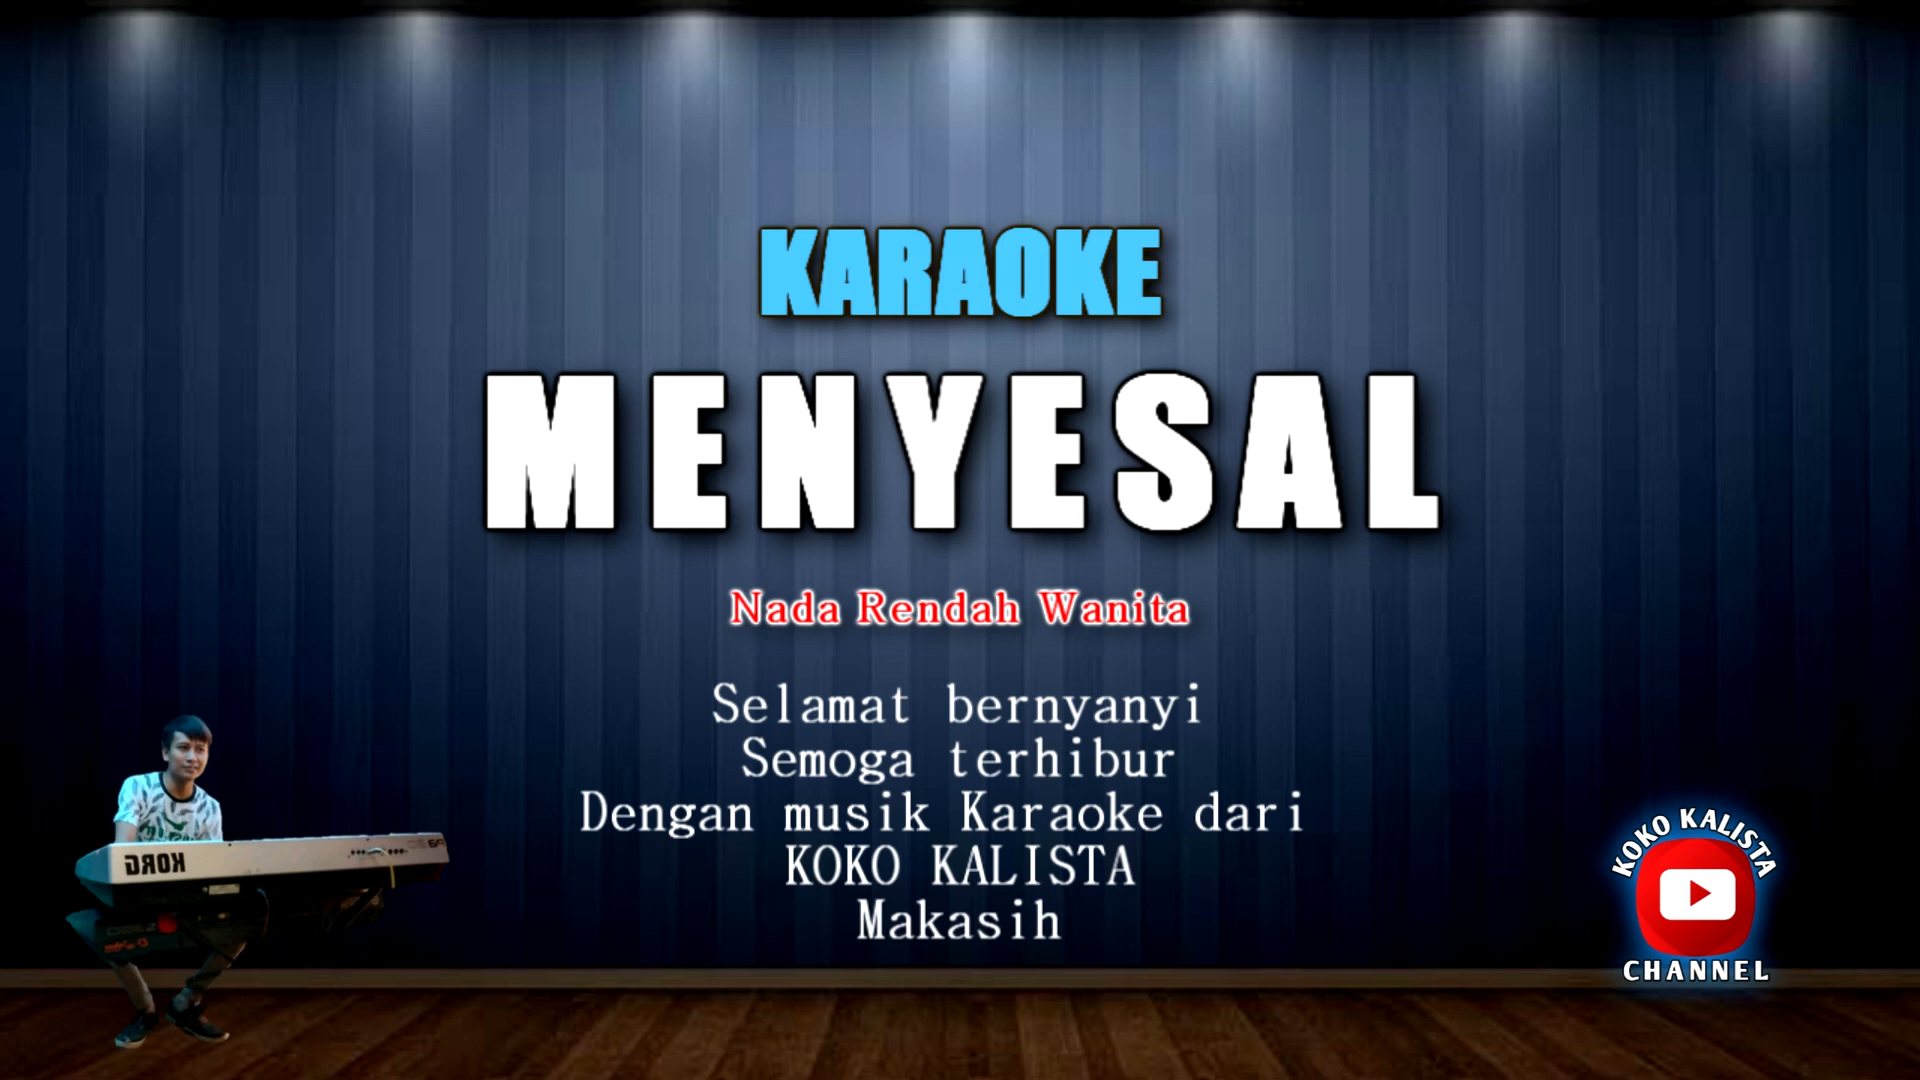 KARAOKE
MENYESAL
Nada Rendah Wanita
Selamat bernyanyi
Semoga terhibur
Dengan musik Karaoke dari
KOKO KALISTA
Makasih
KORG
KOKO KALISTA
CHANNEL